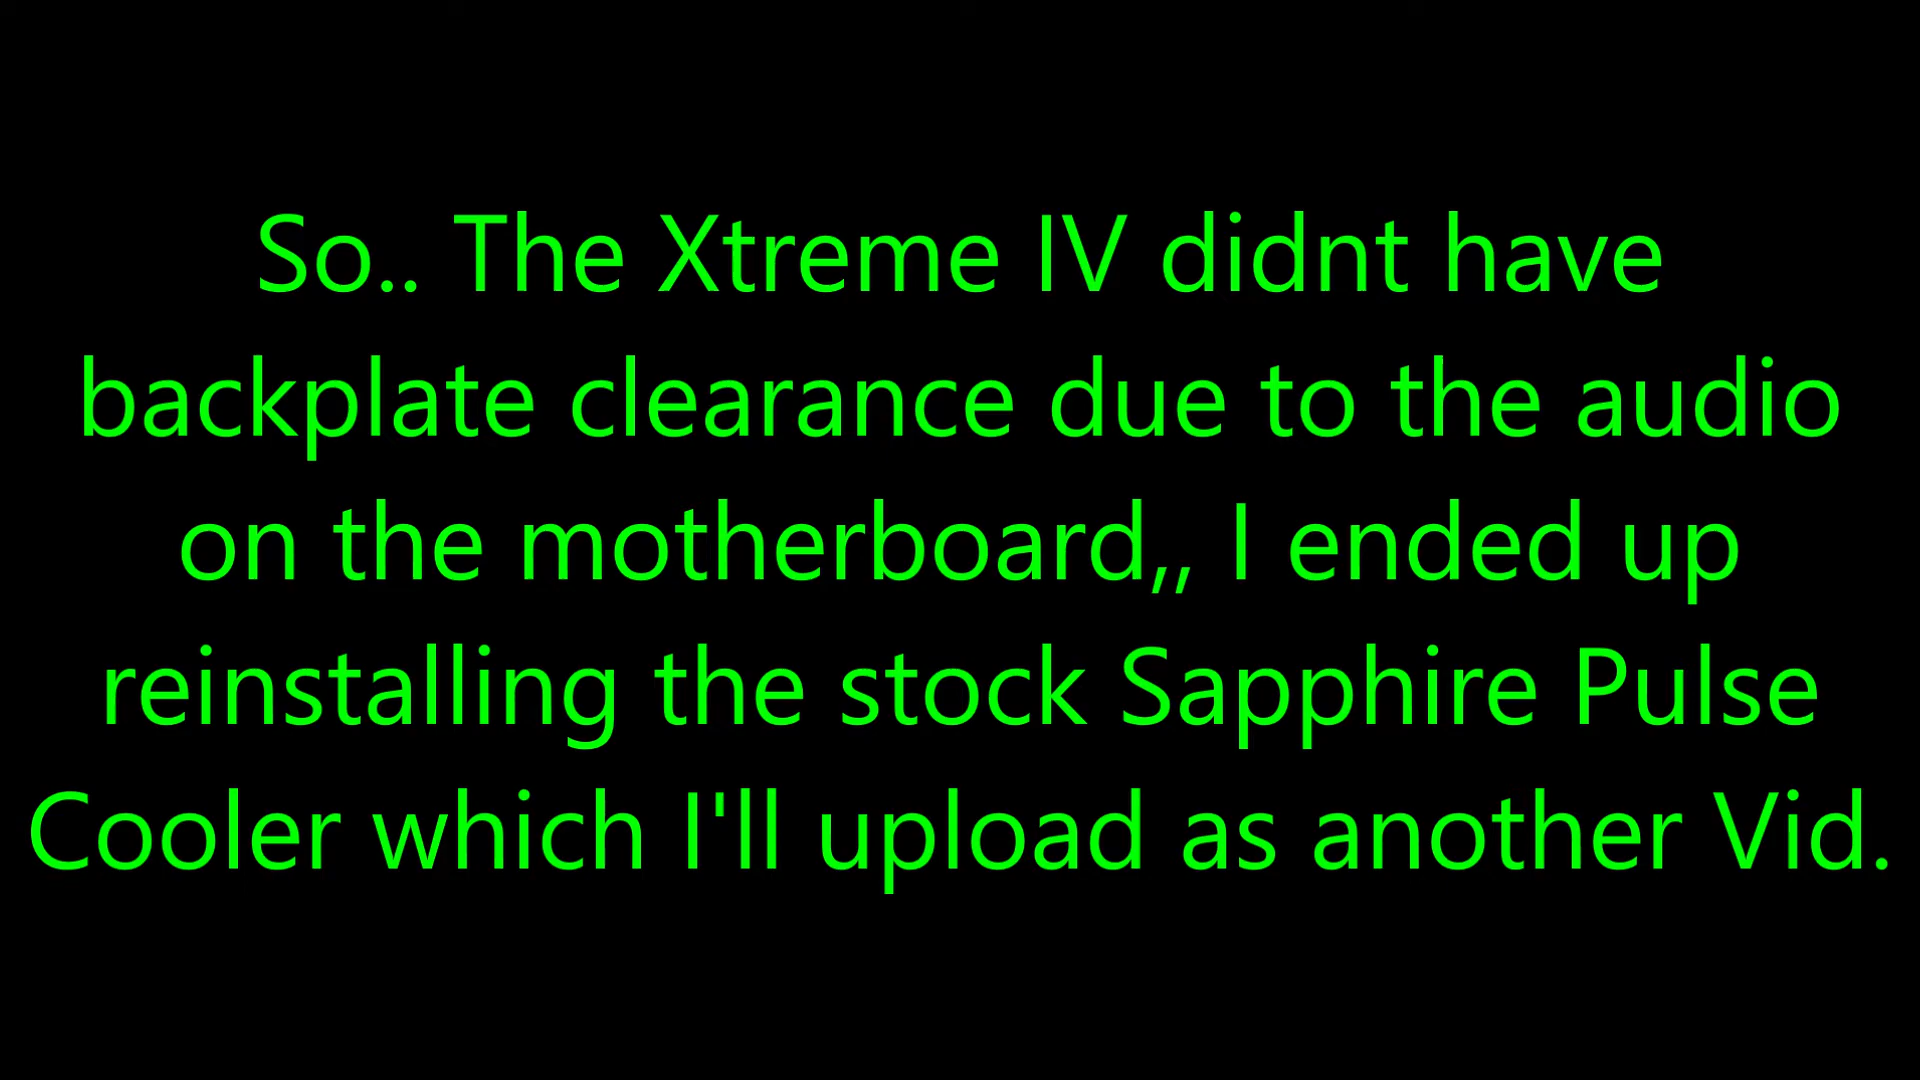 So.. The Xtreme IV didnt have
backplate clearance due to the audio
on the motherboard,, I ended up
reinstalling the stock Sapphire Pulse
Cooler which I'll upload as another Vid.